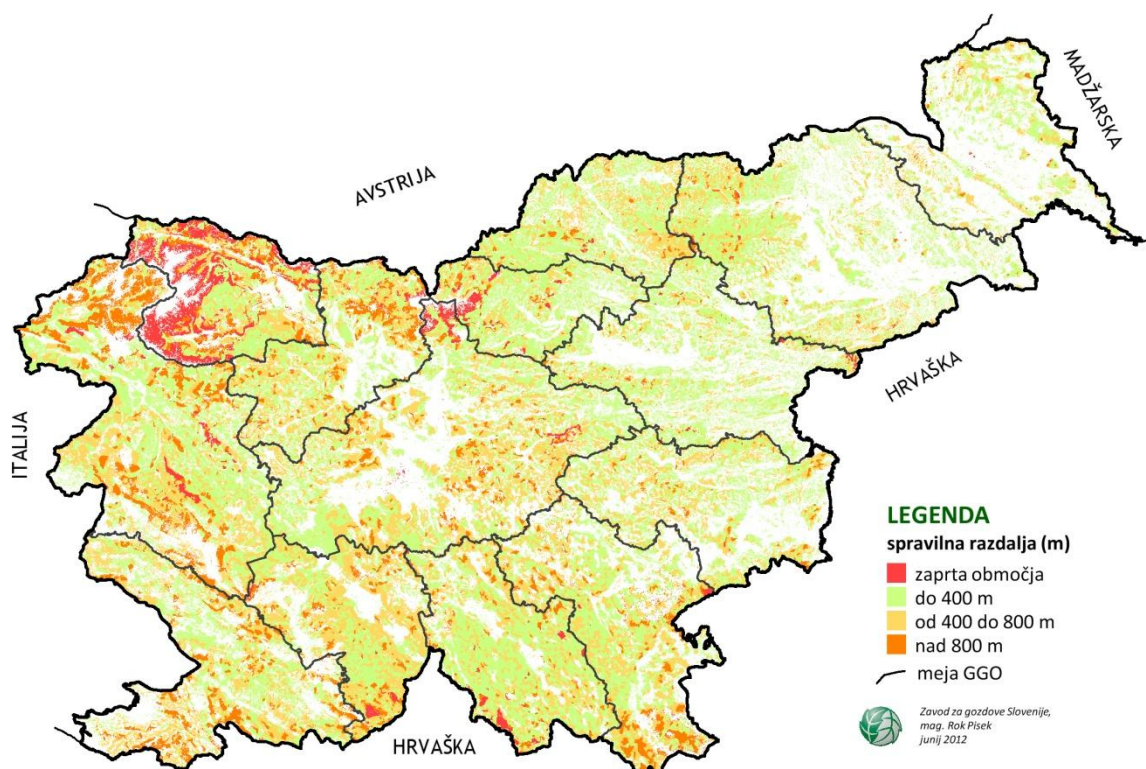 MADŽARSKA
AVSTRIJA
HRVAŠKA
ITALIJA
HRVAŠKA
LEGENDA
spravilna razdalja (m)
zaprta območja
do 400 m
od 400 do 800 m
nad 800 m
meja GGO
Zavod za gozdove Slovenije,
mag. Rok Pisek
junij 2012